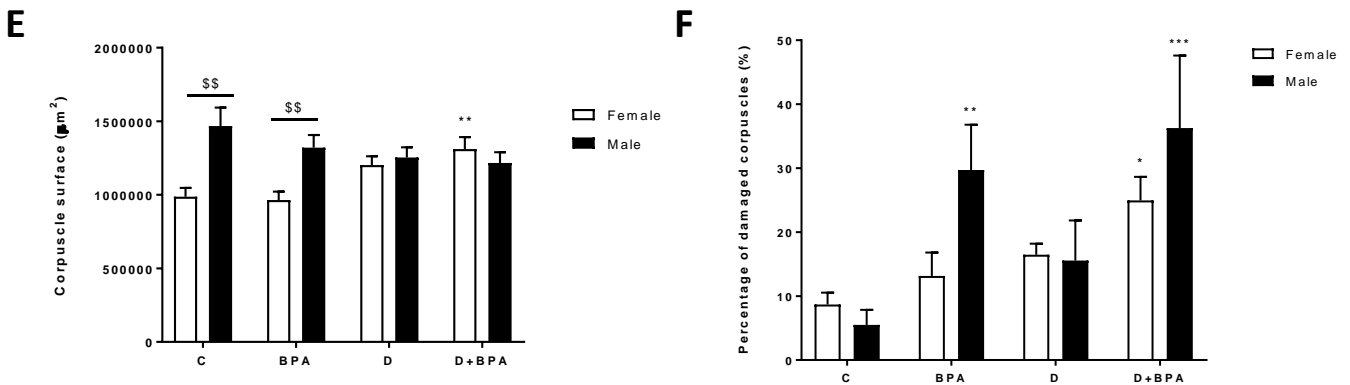 E
Corpuscle surface (µm²)
2000000
1500000
1000000
500000
0
$$
$$
**
C
BPA
D
D+BPA
Female
Male
F
Percentage of damaged corpuscles (%)
50
40
30
20
10
0
**
*
***
C
BPA
D
D+BPA
Female
Male